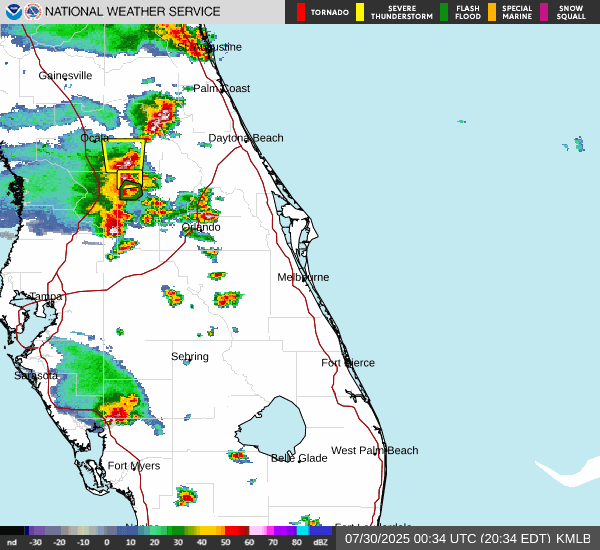 NATIONAL WEATHER SERVICE
TORNADO
SEVERE THUNDERSTORM
FLASH FLOOD
SPECIAL MARINE
SNOW SQUALL
St. Augustine
Gainesville
Palm Coast
Ocala
Daytona Beach
Orlando
Melbourne
Tampa
Sebring
Fort Pierce
Sarasota
West Palm Beach
Belle Glade
Fort Myers
nd -30 -20 -10 0 10 20 30 40 50 60 70 80 dBZ
07/30/2025 00:34 UTC (20:34 EDT) KMLB